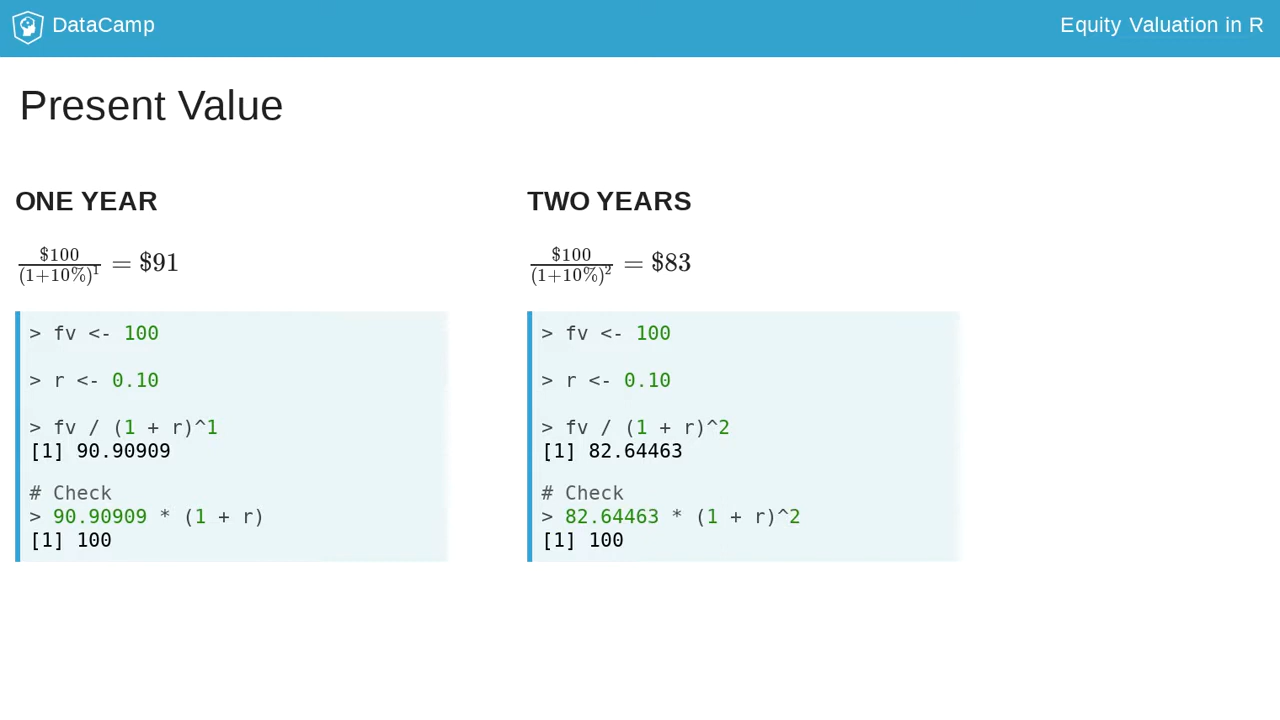 DataCamp
Equity Valuation in R
Present Value
ONE YEAR
$100
(1+10%)^1 = $91
> fv <- 100
> r <- 0.10
> fv / (1 + r)^1
[1] 90.90909
# Check
> 90.90909 * (1 + r)
[1] 100
TWO YEARS
$100
(1+10%)^2 = $83
> fv <- 100
> r <- 0.10
> fv / (1 + r)^2
[1] 82.64463
# Check
> 82.64463 * (1 + r)^2
[1] 100